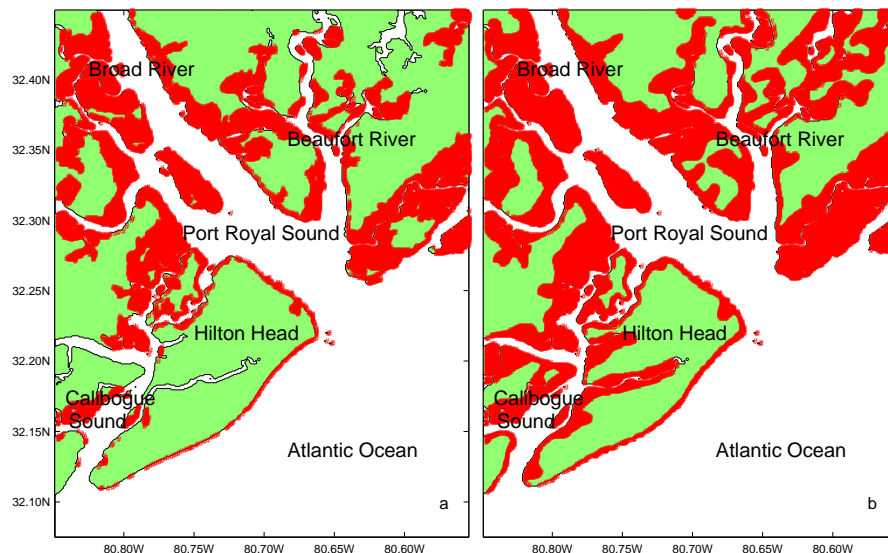 32.40N
32.35N
32.30N
32.25N
32.20N
32.15N
32.10N
Broad River
Beaufort River
Port Royal Sound
Hilton Head
Calibogue
Sound
Atlantic Ocean
a
80.80W 80.75W 80.70W 80.65W 80.60W
Broad River
Beaufort River
Port Royal Sound
Hilton Head
Calibogue
Sound
Atlantic Ocean
b
80.80W 80.75W 80.70W 80.65W 80.60W